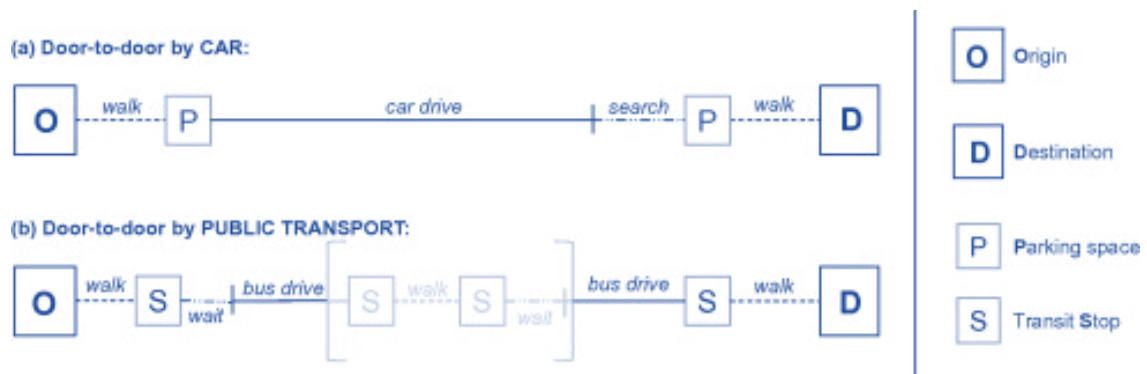 (a) Door-to-door by CAR:
O walk P car drive search P walk D
(b) Door-to-door by PUBLIC TRANSPORT:
O walk S wait bus drive S walk S wait bus drive S walk D
O Origin
D Destination
P Parking space
S Transit Stop